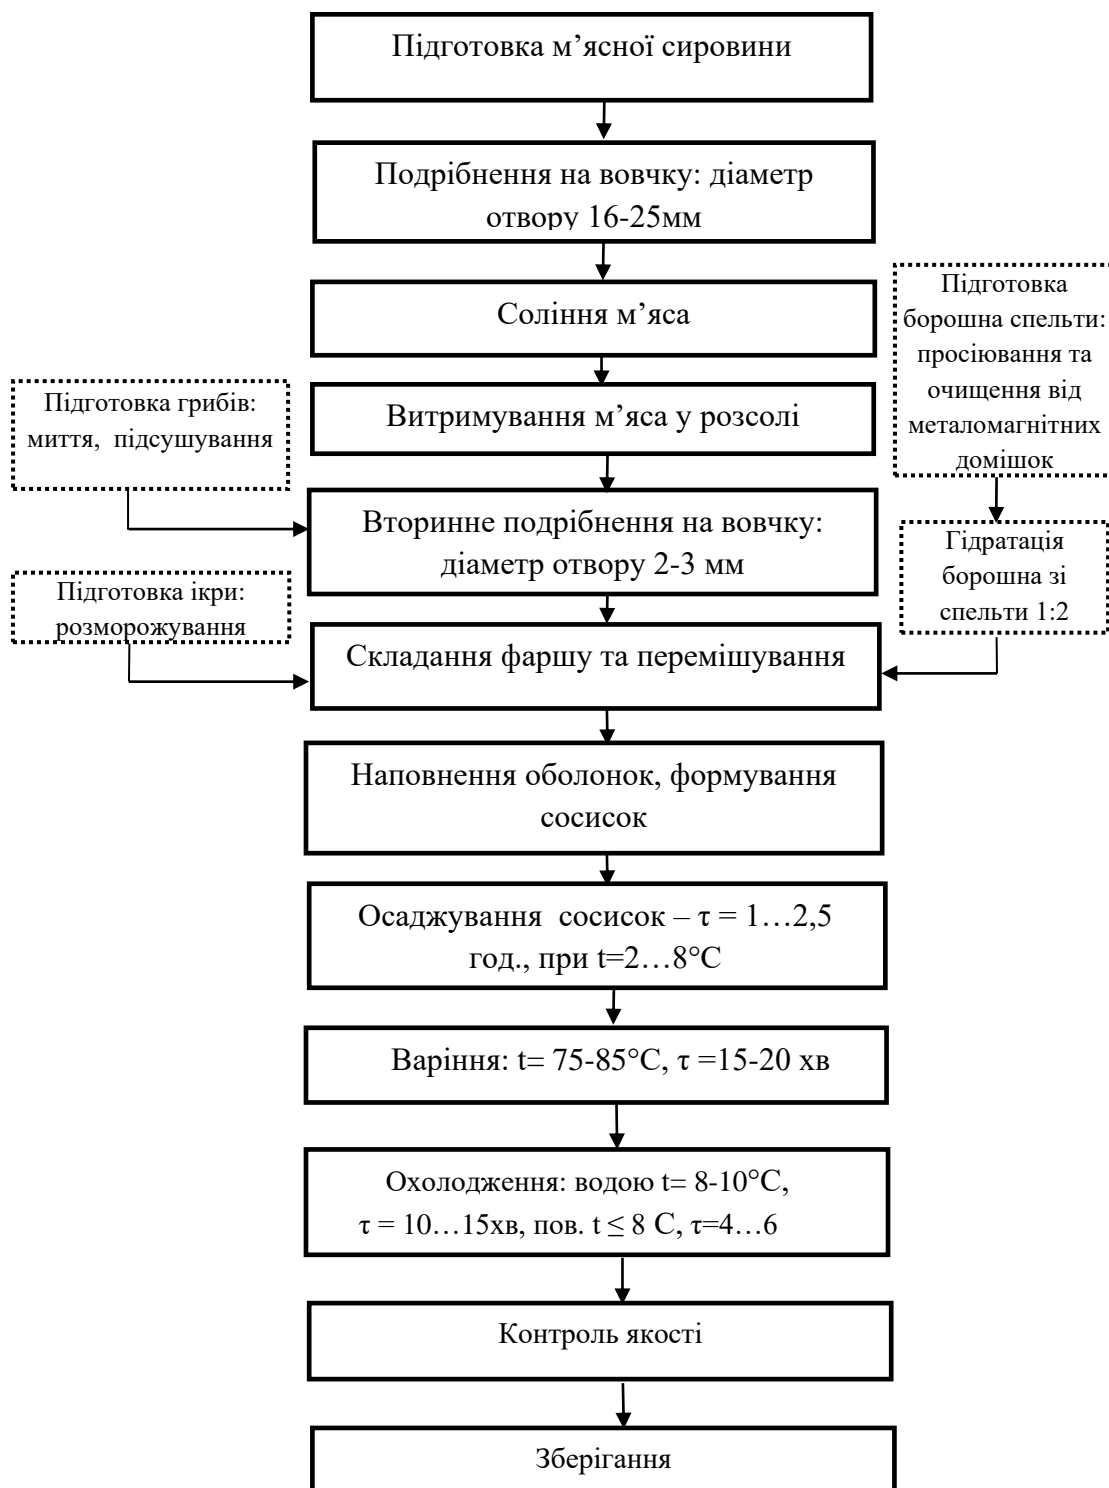 Підготовка м’ясної сировини
Подрібнення на вовчку: діаметр
отвору 16-25мм
Соління м’яса
Підготовка
борошна спельти:
просіювання та
очищення від
металомагнітних
домішок
Підготовка грибів:
миття, підсушування
Витримування м’яса у розсолі
Вторинне подрібнення на вовчку:
діаметр отвору 2-3 мм
Гідратація
борошна зі
спельти 1:2
Підготовка ікри:
розморожування
Складання фаршу та перемішування
Наповнення оболонок, формування
сосисок
Осаджування сосисок – τ = 1…2,5
год., при t=2…8°С
Варіння: t= 75-85°С, τ =15-20 хв
Охолодження: водою t= 8-10°С,
τ = 10…15хв, пов. t ≤ 8 С, τ=4…6
Контроль якості
Зберігання